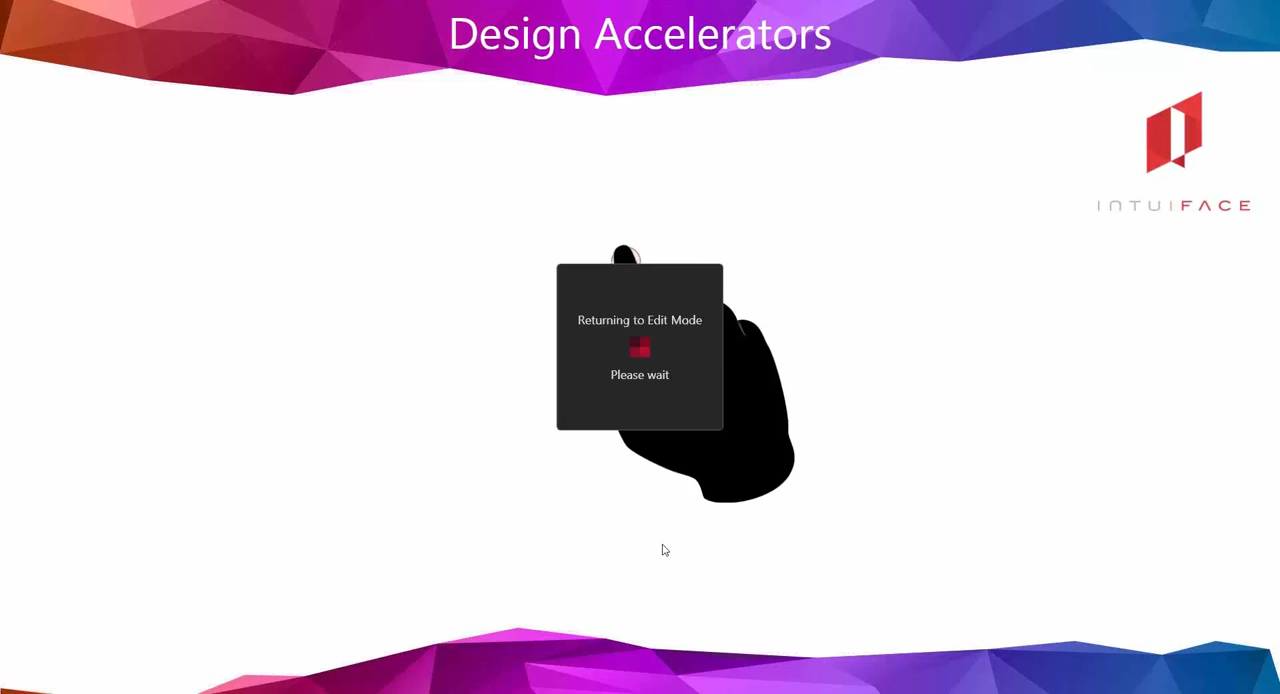 Design Accelerators
INTUIFACE
Returning to Edit Mode
Please wait